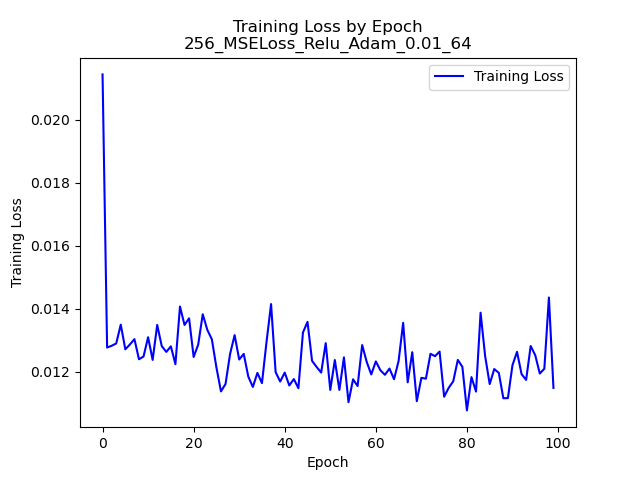 Training Loss by Epoch
256_MSELoss_Relu_Adam_0.01_64
Training Loss
0.020
0.018
0.016
0.014
0.012
Training Loss
0 20 40 60 80 100
Epoch